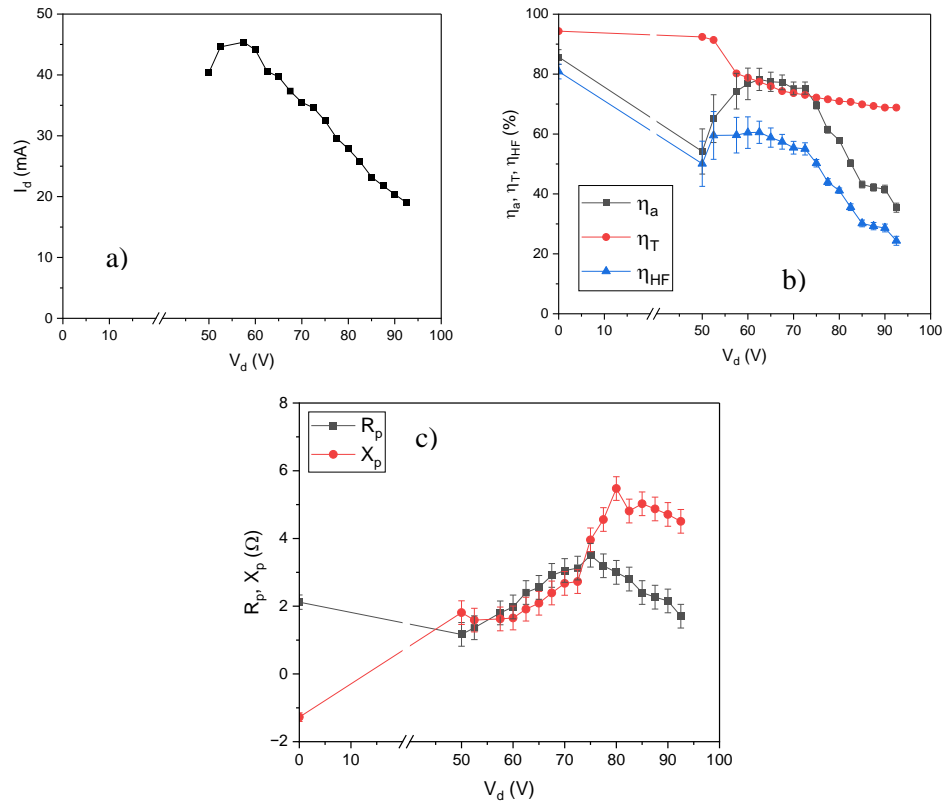 50
40
30
20
10
0
I_d (mA)
a)
0 10 50 60 70 80 90 100
V_d (V)
100
80
60
40
20
0
η_a, η_T, η_HF (%)
η_a
η_T
η_HF
b)
0 10 50 60 70 80 90 100
V_d (V)
8
6
4
2
0
−2
R_p, X_p (Ω)
R_p
X_p
c)
0 10 50 60 70 80 90 100
V_d (V)